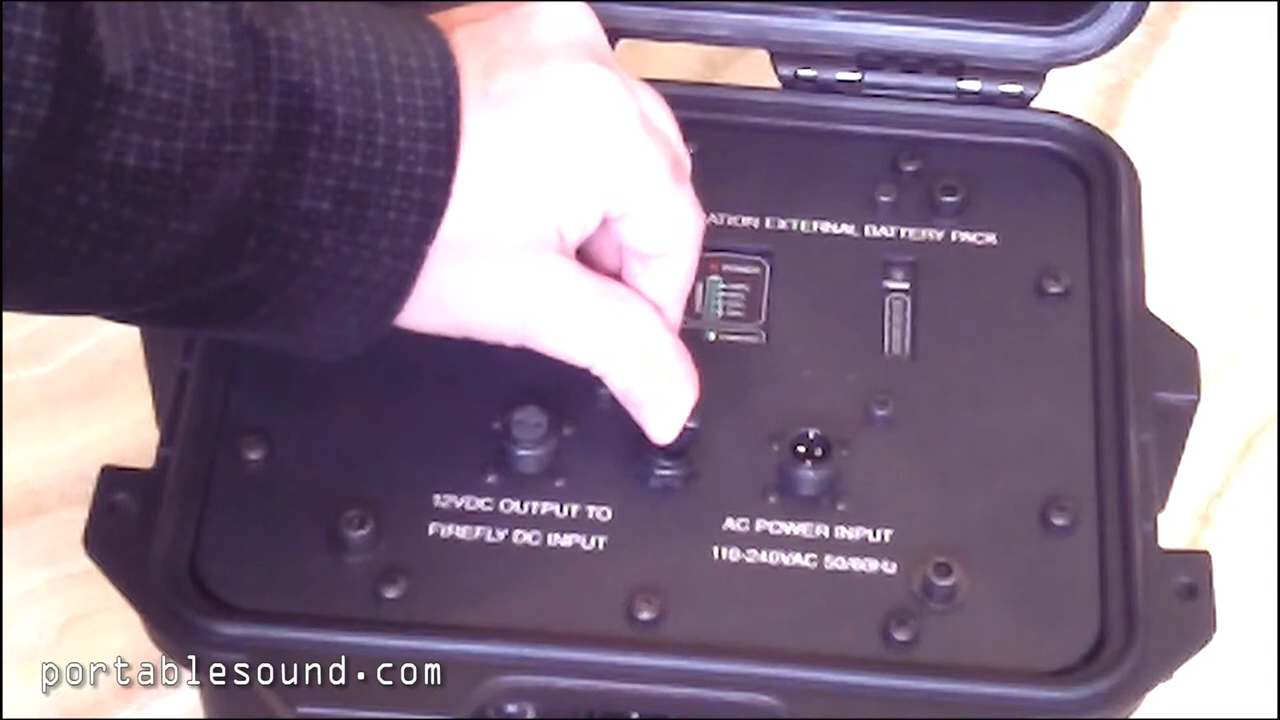 EXTERNAL BATTERY PACK
POWER
12VDC OUTPUT TO
FIREFLY DC INPUT
AC POWER INPUT
110-240VAC 50/60Hz
portablesound.com